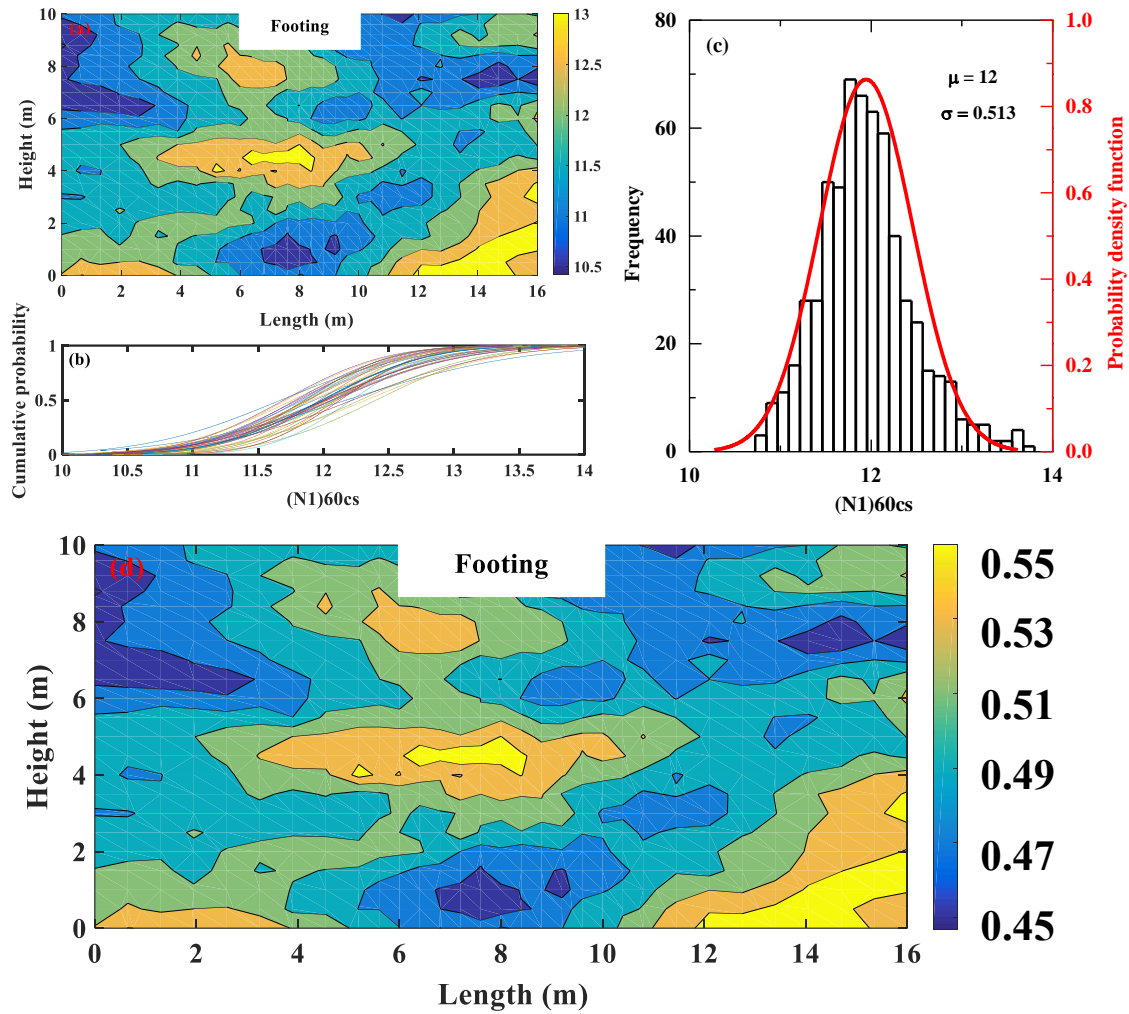 (a)
Footing
10
8
6
4
2
0
Height (m)
0 2 4 6 8 10 12 14 16
Length (m)
13
12.5
12
11.5
11
10.5
(b)
1
0.5
0
Cumulative probability
10 10.5 11 11.5 12 12.5 13 13.5 14
(N1)60cs
(c)
μ = 12
σ = 0.513
80
60
40
20
0
Frequency
10 12 14
(N1)60cs
1.0
0.8
0.6
0.4
0.2
0.0
Probability density function
(d)
Footing
10
8
6
4
2
0
Height (m)
0 2 4 6 8 10 12 14 16
Length (m)
0.55
0.53
0.51
0.49
0.47
0.45